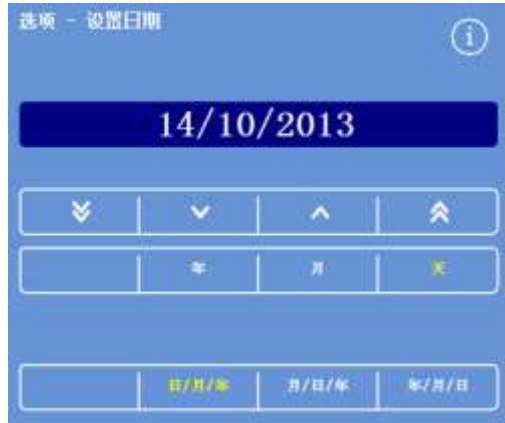 选项 - 设置日期
i
14/10/2013
年 月 天
日/月/年 月/日/年 年/月/日